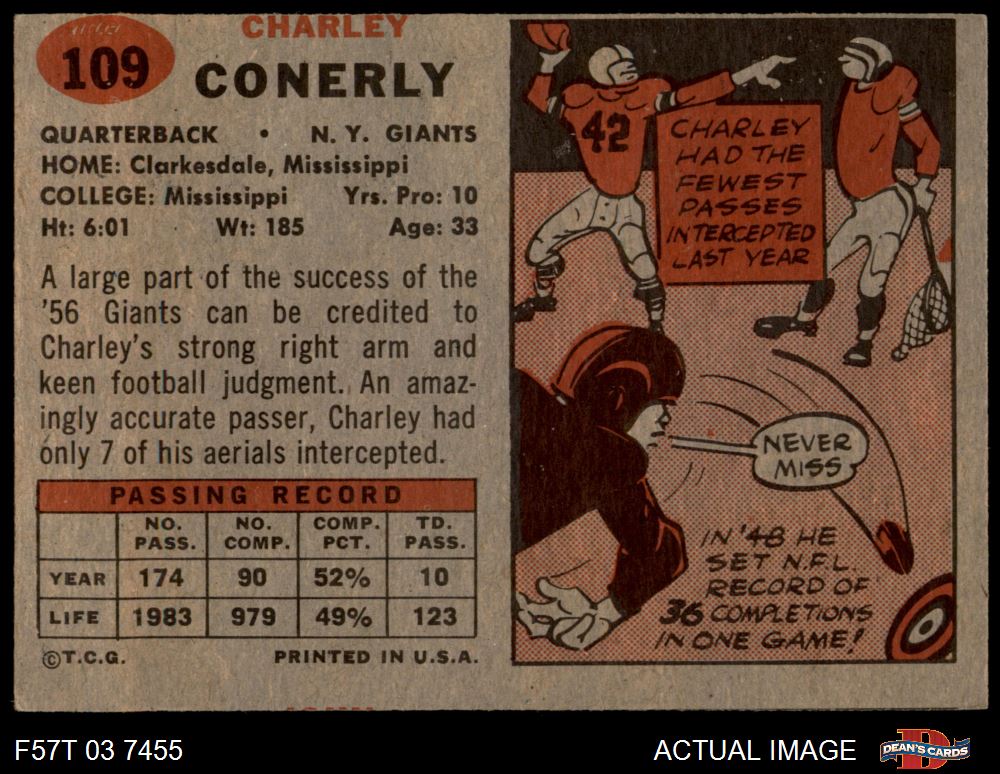 109
CHARLEY
CONERLY
QUARTERBACK • N. Y. GIANTS
HOME: Clarkesdale, Mississippi
COLLEGE: Mississippi Yrs. Pro: 10
Ht: 6:01 Wt: 185 Age: 33
A large part of the success of the
'56 Giants can be credited to
Charley's strong right arm and
keen football judgment. An amaz-
ingly accurate passer, Charley had
only 7 of his aerials intercepted.
PASSING RECORD
NO. PASS. NO. COMP. COMP. PCT. TD. PASS.
YEAR 174 90 52% 10
LIFE 1983 979 49% 123
©T.C.G. PRINTED IN U.S.A.
42
CHARLEY
HAD THE
FEWEST
PASSES
INTERCEPTED
LAST YEAR
NEVER
MISS
IN '48 HE
SET N.F.L.
RECORD OF
36 COMPLETIONS
IN ONE GAME!
F57T 03 7455 ACTUAL IMAGE DEAN'S CARDS